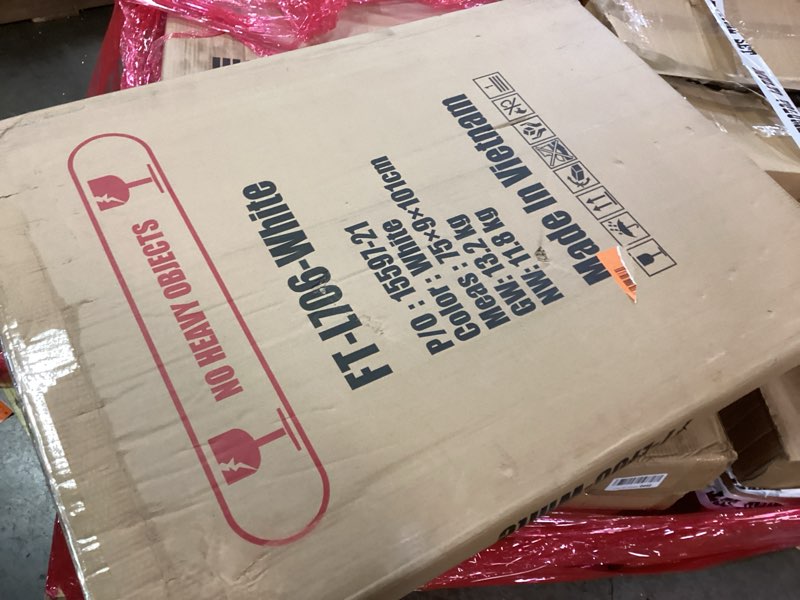 FT-L706-White
P/O : 15597-21
Color : White
Meas : 75×9×101cm
GW: 13.2 kg
NW: 11.8 kg
Made In Vietnam
NO HEAVY OBJECTS